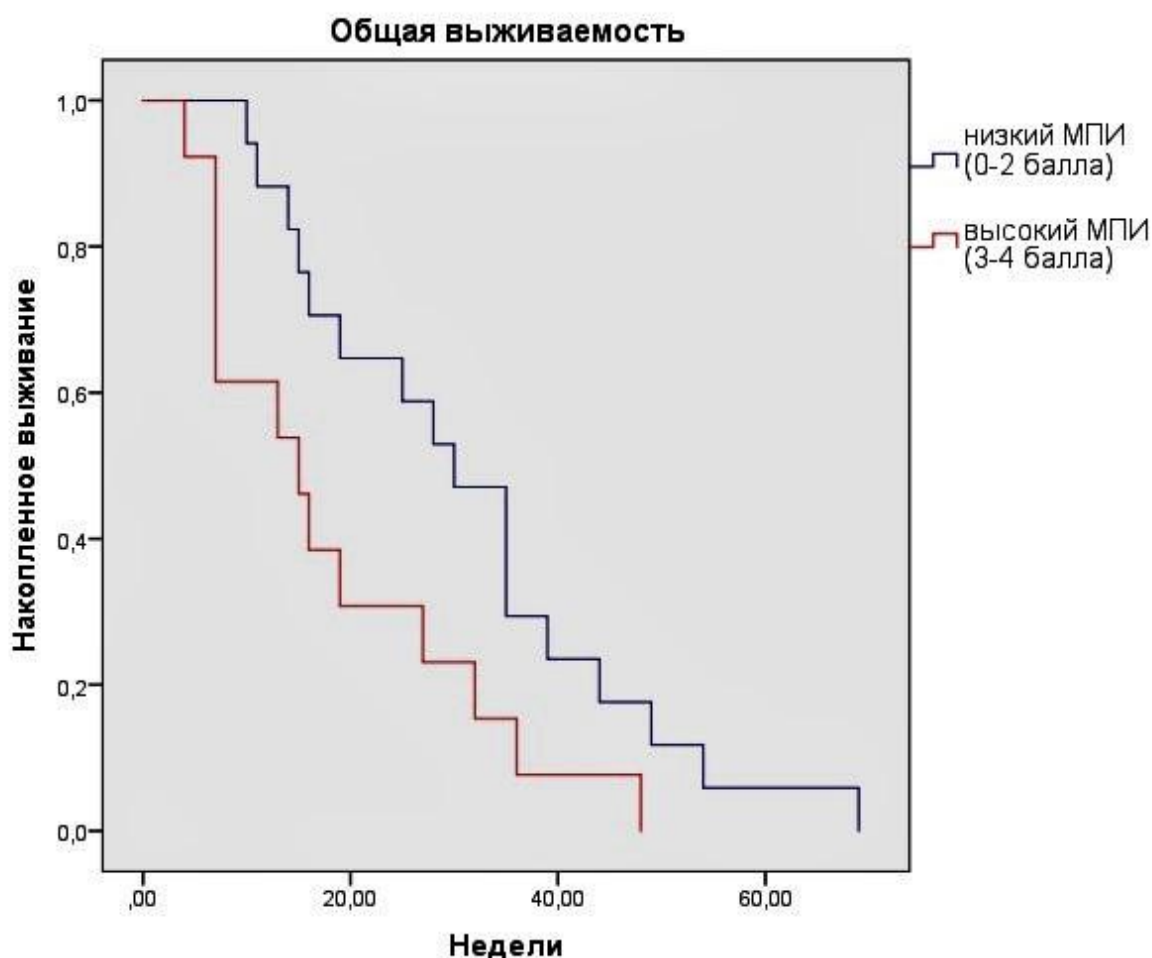 Общая выживаемость
1,0
0,8
0,6
0,4
0,2
0,0
Накопленное выживание
,00
20,00
40,00
60,00
Недели
низкий МПИ
(0-2 балла)
высокий МПИ
(3-4 балла)